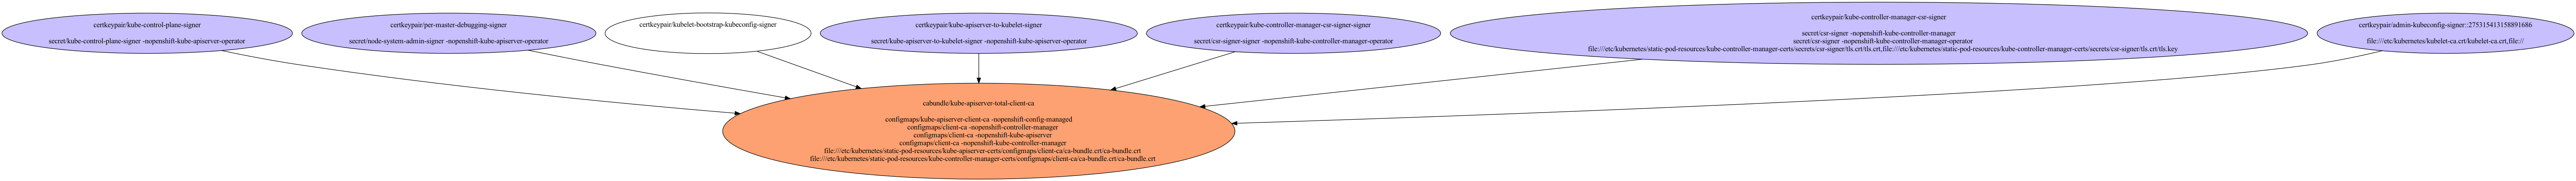 certkeypair/kube-control-plane-signer
secret/kube-control-plane-signer -nopenshift-kube-apiserver-operator
certkeypair/per-master-debugging-signer
secret/node-system-admin-signer -nopenshift-kube-apiserver-operator
certkeypair/kubelet-bootstrap-kubeconfig-signer
certkeypair/kube-apiserver-to-kubelet-signer
secret/kube-apiserver-to-kubelet-signer -nopenshift-kube-apiserver-operator
certkeypair/kube-controller-manager-csr-signer-signer
secret/csr-signer-signer -nopenshift-kube-controller-manager-operator
certkeypair/kube-controller-manager-csr-signer
secret/csr-signer -nopenshift-kube-controller-manager
secret/csr-signer -nopenshift-kube-controller-manager-operator
file:///etc/kubernetes/static-pod-resources/kube-controller-manager-certs/secrets/csr-signer/tls.crt/tls.crt,file:///etc/kubernetes/static-pod-resources/kube-controller-manager-certs/secrets/csr-signer/tls.crt/tls.key
certkeypair/admin-kubeconfig-signer::275315413158891686
file:///etc/kubernetes/kubelet-ca.crt/kubelet-ca.crt,file://
cabundle/kube-apiserver-total-client-ca
configmaps/kube-apiserver-client-ca -nopenshift-config-managed
configmaps/client-ca -nopenshift-controller-manager
configmaps/client-ca -nopenshift-kube-apiserver
configmaps/client-ca -nopenshift-kube-controller-manager
file:///etc/kubernetes/static-pod-resources/kube-apiserver-certs/configmaps/client-ca/ca-bundle.crt/ca-bundle.crt
file:///etc/kubernetes/static-pod-resources/kube-controller-manager-certs/configmaps/client-ca/ca-bundle.crt/ca-bundle.crt